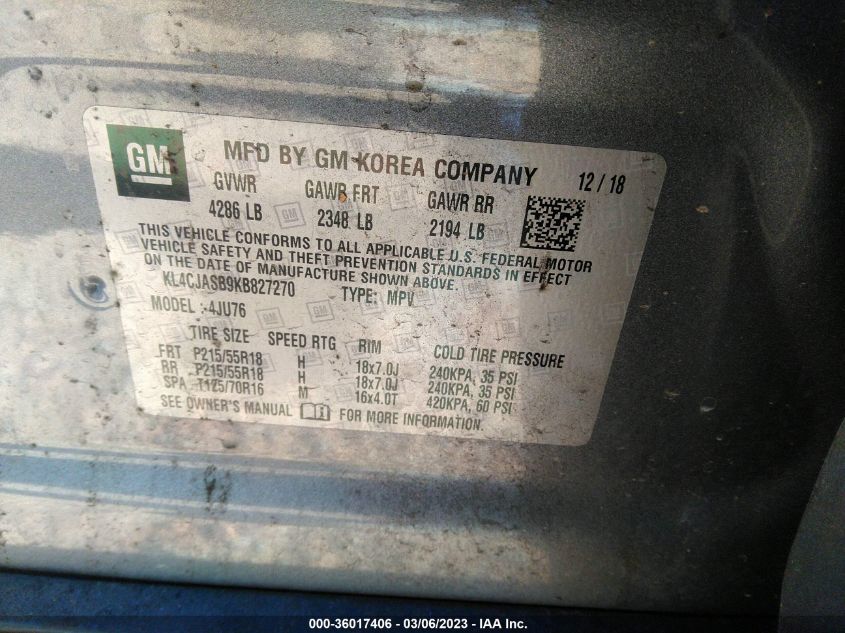 GM
MFD BY GM KOREA COMPANY 12 / 18
GVWR GAWR FRT GAWR RR
4286 LB 2348 LB 2194 LB
THIS VEHICLE CONFORMS TO ALL APPLICABLE U.S. FEDERAL MOTOR
VEHICLE SAFETY AND THEFT PREVENTION STANDARDS IN EFFECT
ON THE DATE OF MANUFACTURE SHOWN ABOVE.
KL4CJASB9KB827270 TYPE: MPV
MODEL : 4JU76
TIRE SIZE SPEED RTG RIM COLD TIRE PRESSURE
FRT P215/55R18 H 18x7.0J 240KPA, 35 PSI
RR P215/55R18 H 18x7.0J 240KPA, 35 PSI
SPA T125/70R16 M 16x4.0T 420KPA, 60 PSI
SEE OWNER'S MANUAL FOR MORE INFORMATION.
000-36017406 - 03/06/2023 - © IAA Inc.